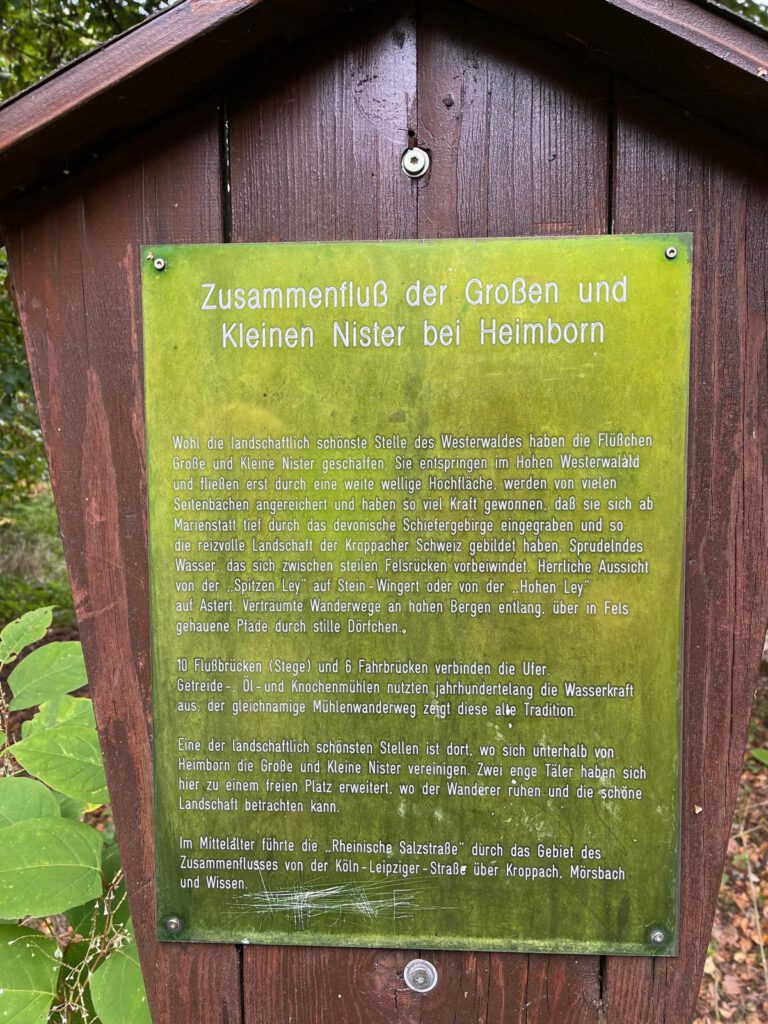 Zusammenfluß der Großen und
Kleinen Nister bei Heimborn
Wohl die landschaftlich schönste Stelle des Westerwaldes haben die Flüßchen
Große und Kleine Nister geschaffen. Sie entspringen im Hohen Westerwald
und fließen erst durch eine weite wellige Hochfläche, werden von vielen
Seitenbächen angereichert und haben so viel Kraft gewonnen, daß sie sich ab
Marienstatt tief durch das devonische Schiefergebirge eingegraben und so
die reizvolle Landschaft der Kroppacher Schweiz gebildet haben. Sprudelndes
Wasser, das sich zwischen steilen Felsrücken vorbeiwindet. Herrliche Aussicht
von der „Spitzen Ley" auf Stein-Wingert oder von der „Hohen Ley"
auf Astert. Verträumte Wanderwege an hohen Bergen entlang, über in Fels
gehauene Pfade durch stille Dörfchen.
10 Flußbrücken (Stege) und 6 Fahrbrücken verbinden die Ufer.
Getreide-, Öl- und Knochenmühlen nutzten jahrhundertelang die Wasserkraft
aus; der gleichnamige Mühlenwanderweg zeigt diese alte Tradition.
Eine der landschaftlich schönsten Stellen ist dort, wo sich unterhalb von
Heimborn die Große und Kleine Nister vereinigen. Zwei enge Täler haben sich
hier zu einem freien Platz erweitert, wo der Wanderer ruhen und die schöne
Landschaft betrachten kann.
Im Mittelalter führte die „Rheinische Salzstraße" durch das Gebiet des
Zusammenflusses von der Köln-Leipziger-Straße über Kroppach, Mörsbach
und Wissen.